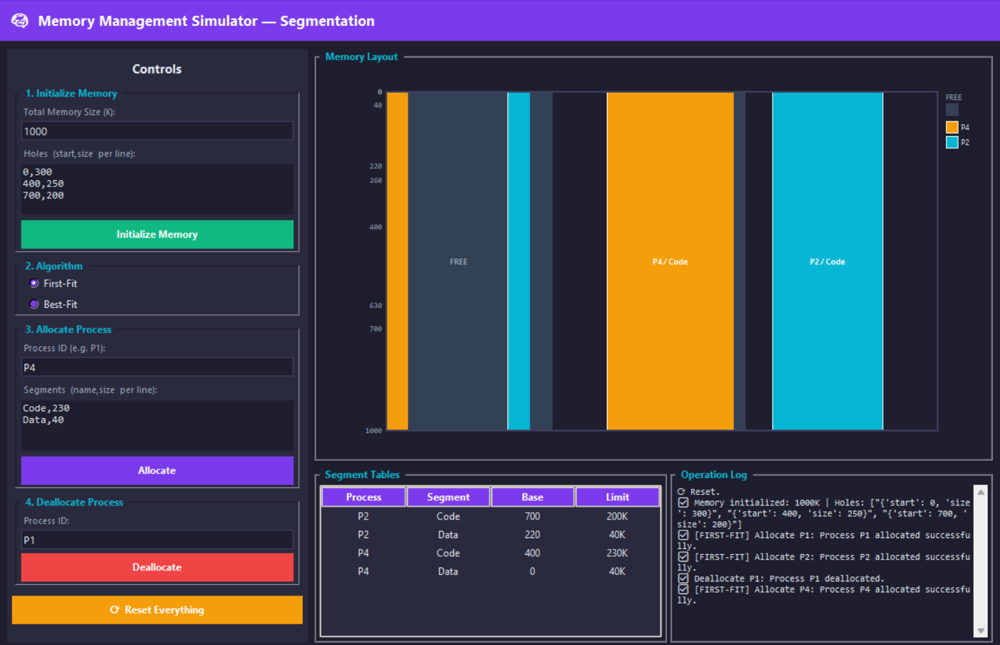 Memory Management Simulator — Segmentation
Controls
1. Initialize Memory
Total Memory Size (K):
1000
Holes (start,size per line):
0,300
400,250
700,200
Initialize Memory
2. Algorithm
First-Fit
Best-Fit
3. Allocate Process
Process ID (e.g. P1):
P4
Segments (name,size per line):
Code,230
Data,40
Allocate
4. Deallocate Process
Process ID:
P1
Deallocate
⟳ Reset Everything
Memory Layout
0
40
220
260
400
630
700
1000
FREE
P4/Code
P2/Code
FREE
P4
P2
Segment Tables
Process Segment Base Limit
P2 Code 700 200K
P2 Data 220 40K
P4 Code 400 230K
P4 Data 0 40K
Operation Log
⟳ Reset.
☑ Memory initialized: 1000K | Holes: ["{'start': 0, 'size
': 300}", "{'start': 400, 'size': 250}", "{'start': 700, '
size': 200}"]
☑ [FIRST-FIT] Allocate P1: Process P1 allocated successfu
lly.
☑ [FIRST-FIT] Allocate P2: Process P2 allocated successfu
lly.
☑ Deallocate P1: Process P1 deallocated.
☑ [FIRST-FIT] Allocate P4: Process P4 allocated successfu
lly.